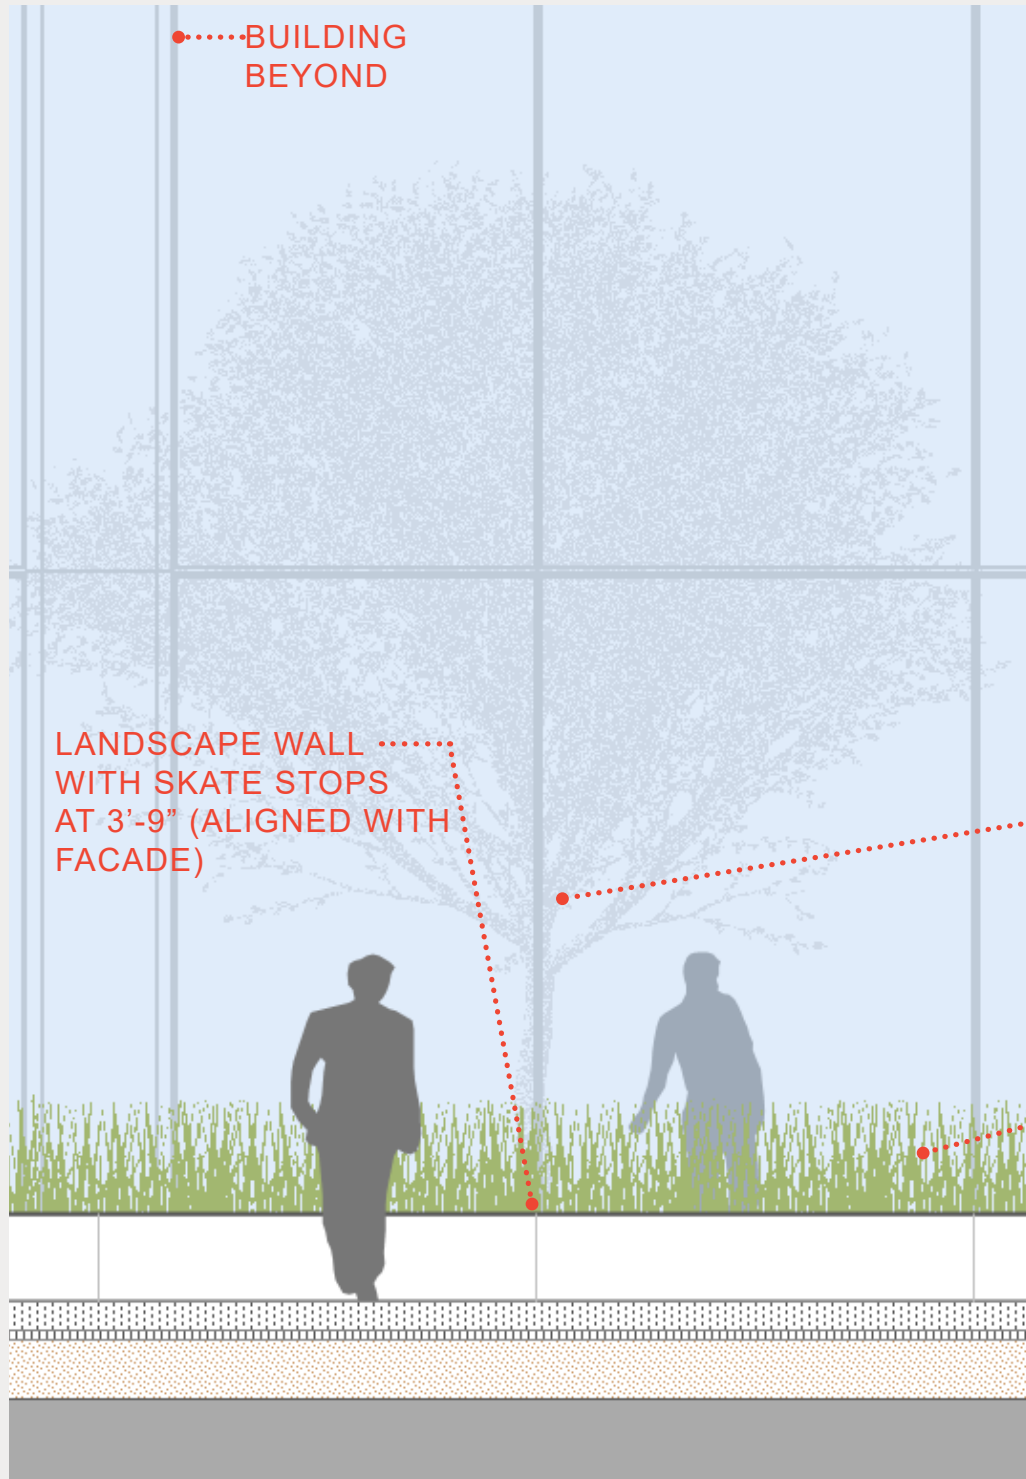 BUILDING
BEYOND
LANDSCAPE WALL
WITH SKATE STOPS
AT 3’-9” (ALIGNED WITH
FACADE)